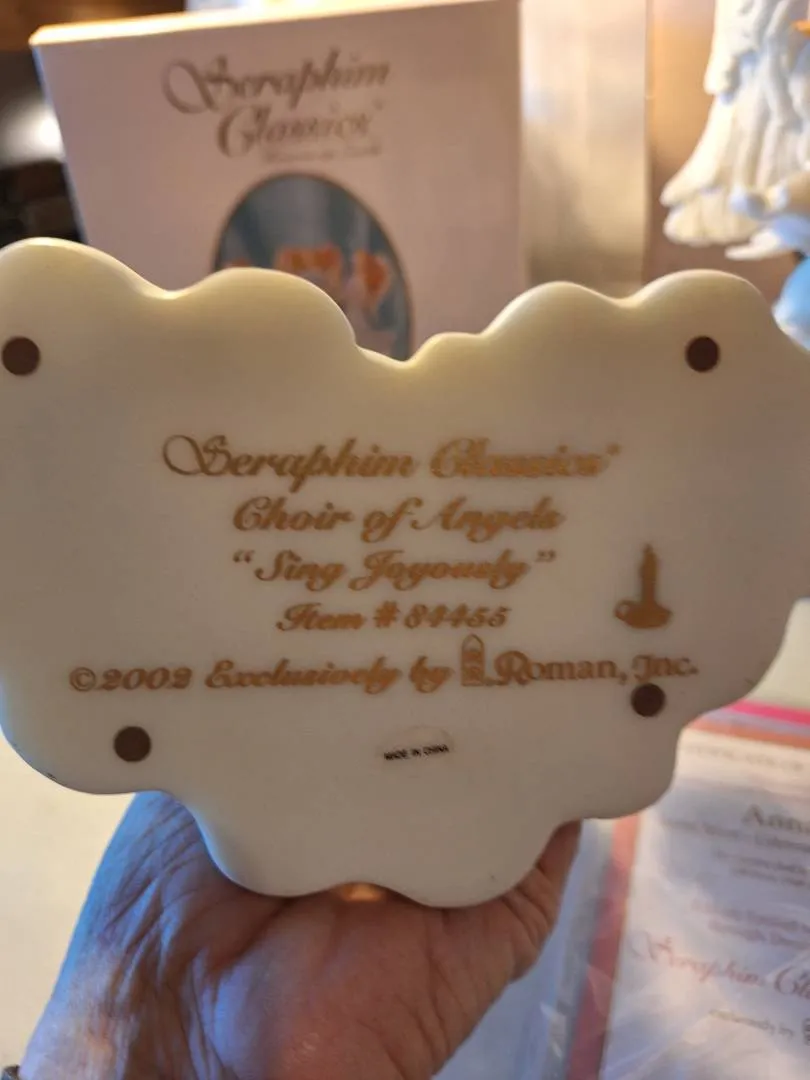 Seraphim
Classics®
Seraphim Classics®
Choir of Angels
"Sing Joyously"
Item # 84455
©2002 Exclusively by Roman, Inc.
MADE IN CHINA
Seraphim